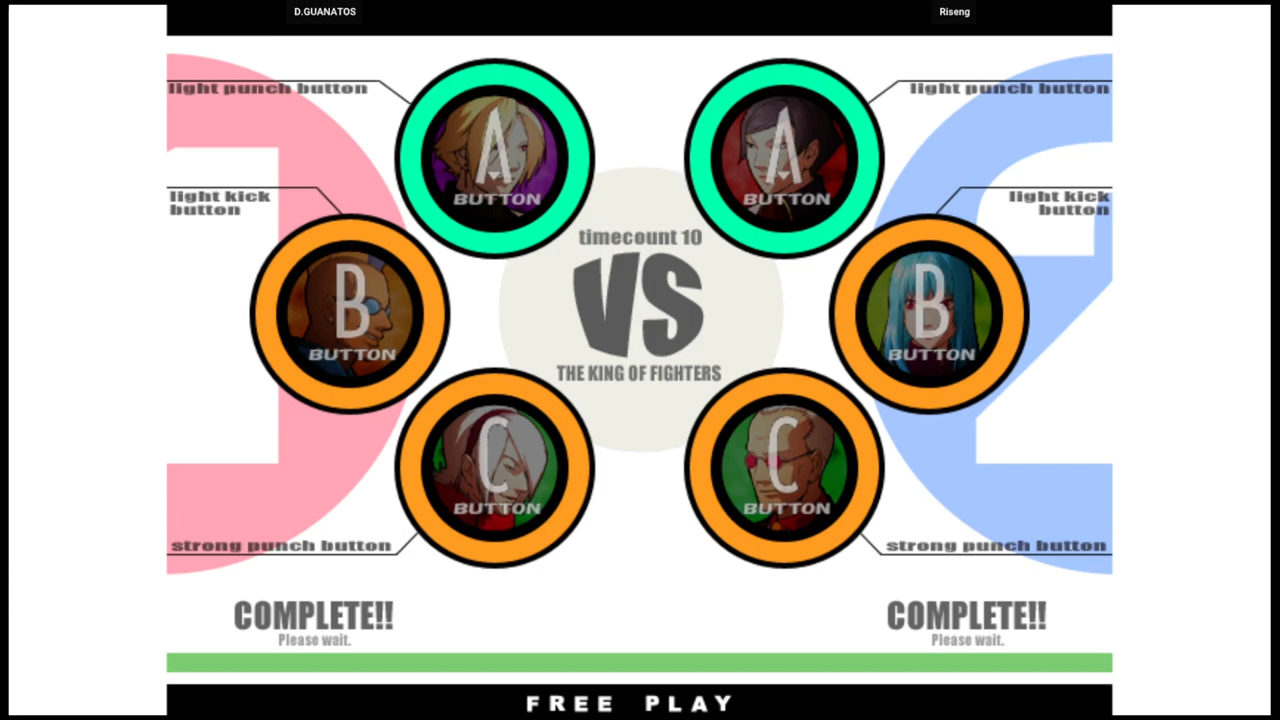 D.GUANATOS
Riseng
light punch button
light punch button
A
BUTTON
A
BUTTON
light kick
button
light kick
button
timecount 10
VS
THE KING OF FIGHTERS
B
BUTTON
B
BUTTON
C
BUTTON
C
BUTTON
strong punch button
strong punch button
COMPLETE!!
Please wait.
COMPLETE!!
Please wait.
FREE PLAY